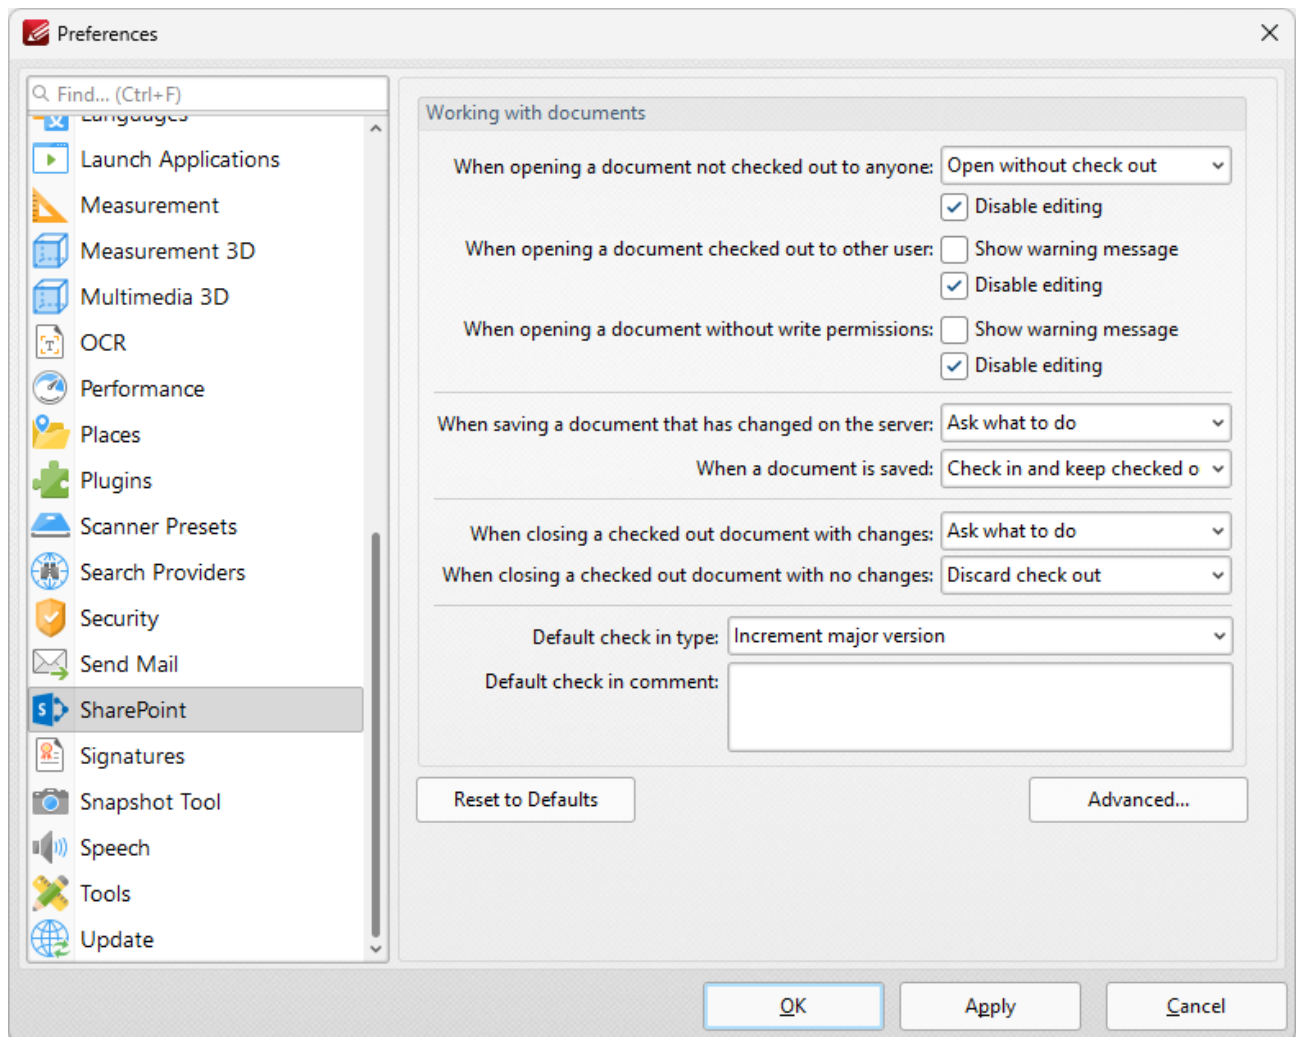 Preferences
Find... (Ctrl+F)
Languages
Launch Applications
Measurement
Measurement 3D
Multimedia 3D
OCR
Performance
Places
Plugins
Scanner Presets
Search Providers
Security
Send Mail
SharePoint
Signatures
Snapshot Tool
Speech
Tools
Update
Working with documents
When opening a document not checked out to anyone: Open without check out
Disable editing
When opening a document checked out to other user: Show warning message
Disable editing
When opening a document without write permissions: Show warning message
Disable editing
When saving a document that has changed on the server: Ask what to do
When a document is saved: Check in and keep checked o
When closing a checked out document with changes: Ask what to do
When closing a checked out document with no changes: Discard check out
Default check in type: Increment major version
Default check in comment:
Reset to Defaults
Advanced...
OK
Apply
Cancel